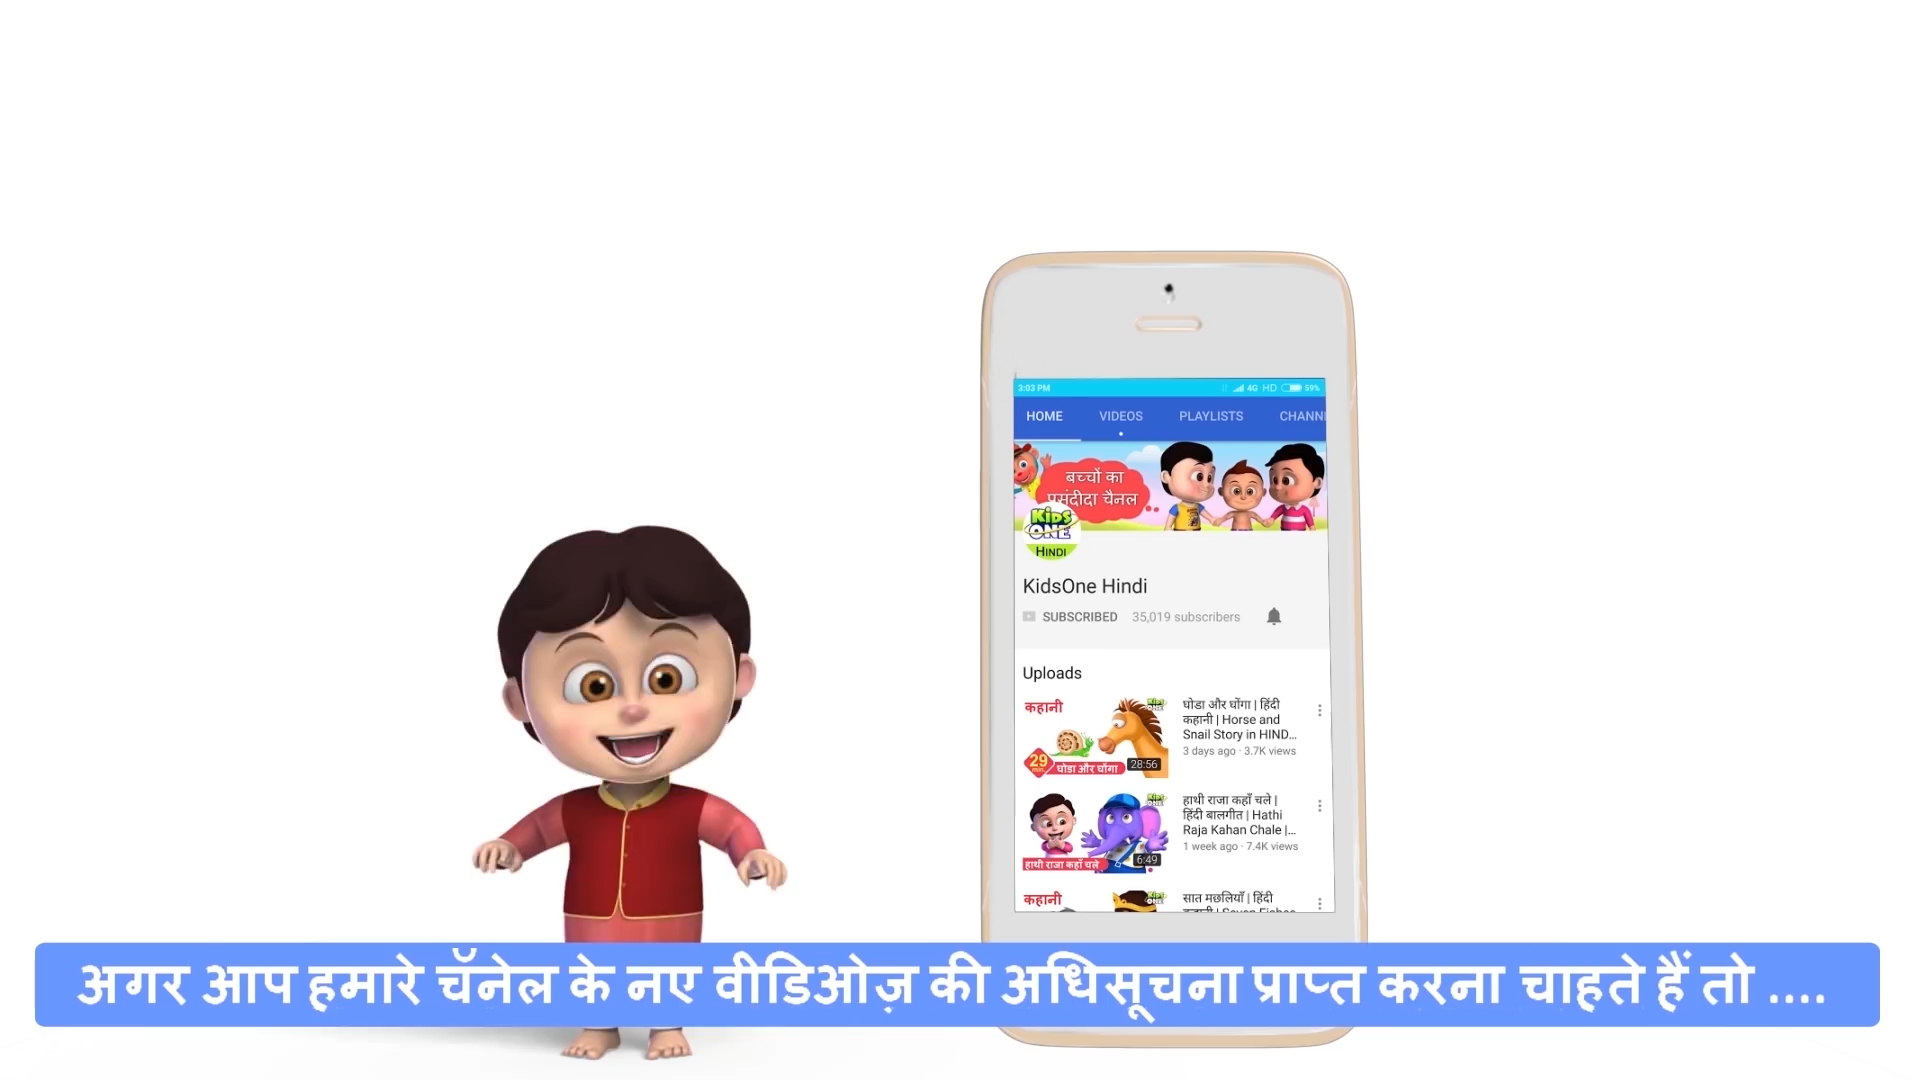 3:03 PM 4G HD 59%
HOME VIDEOS PLAYLISTS CHANN
बच्चों का
पसंदीदा चैनल
KiDS
ONE
HINDI
KidsOne Hindi
SUBSCRIBED 35,019 subscribers
Uploads
कहानी
29
घोडा और घोंगा
28:56
घोडा और घोंगा | हिंदी
कहानी | Horse and
Snail Story in HIND...
3 days ago · 3.7K views
हाथी राजा कहाँ चले
6:49
हाथी राजा कहाँ चले |
हिंदी बालगीत | Hathi
Raja Kahan Chale |...
1 week ago · 7.4K views
कहानी
सात मछलियाँ | हिंदी
अगर आप हमारे चॅनेल के नए वीडिओज़ की अधिसूचना प्राप्त करना चाहते हैं तो ....